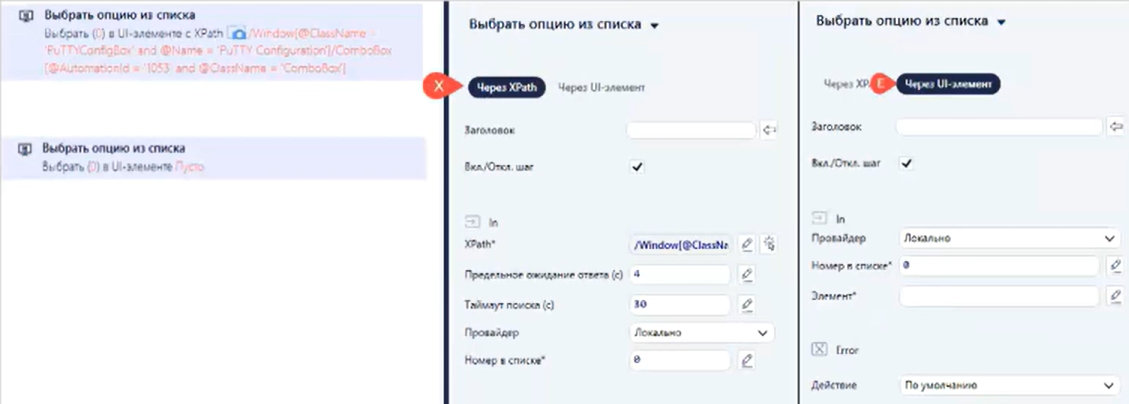 Выбрать опцию из списка
Выбрать (0) в UI-элементе с XPath /Window[@ClassName =
'PuTTYConfigBox' and @Name = 'PuTTY Configuration']/ComboBox
[@AutomationId = '1053' and @ClassName = 'ComboBox']
Выбрать опцию из списка
Выбрать (0) в UI-элементе Пусто
Выбрать опцию из списка
X
Через XPath Через UI-элемент
Заголовок
Вкл./Откл. шаг
In
XPath* /Window[@ClassNa
Предельное ожидание ответа (с) 4
Таймаут поиска (с) 30
Провайдер Локально
Номер в списке* 0
Выбрать опцию из списка
Через XPa E Через UI-элемент
Заголовок
Вкл./Откл. шаг
In
Провайдер Локально
Номер в списке* 0
Элемент*
Error
Действие По умолчанию